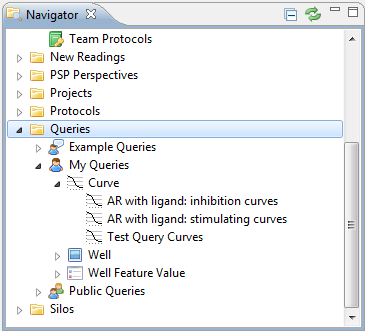 Navigator
Team Protocols
New Readings
PSP Perspectives
Projects
Protocols
Queries
Example Queries
My Queries
Curve
AR with ligand: inhibition curves
AR with ligand: stimulating curves
Test Query Curves
Well
Well Feature Value
Public Queries
Silos